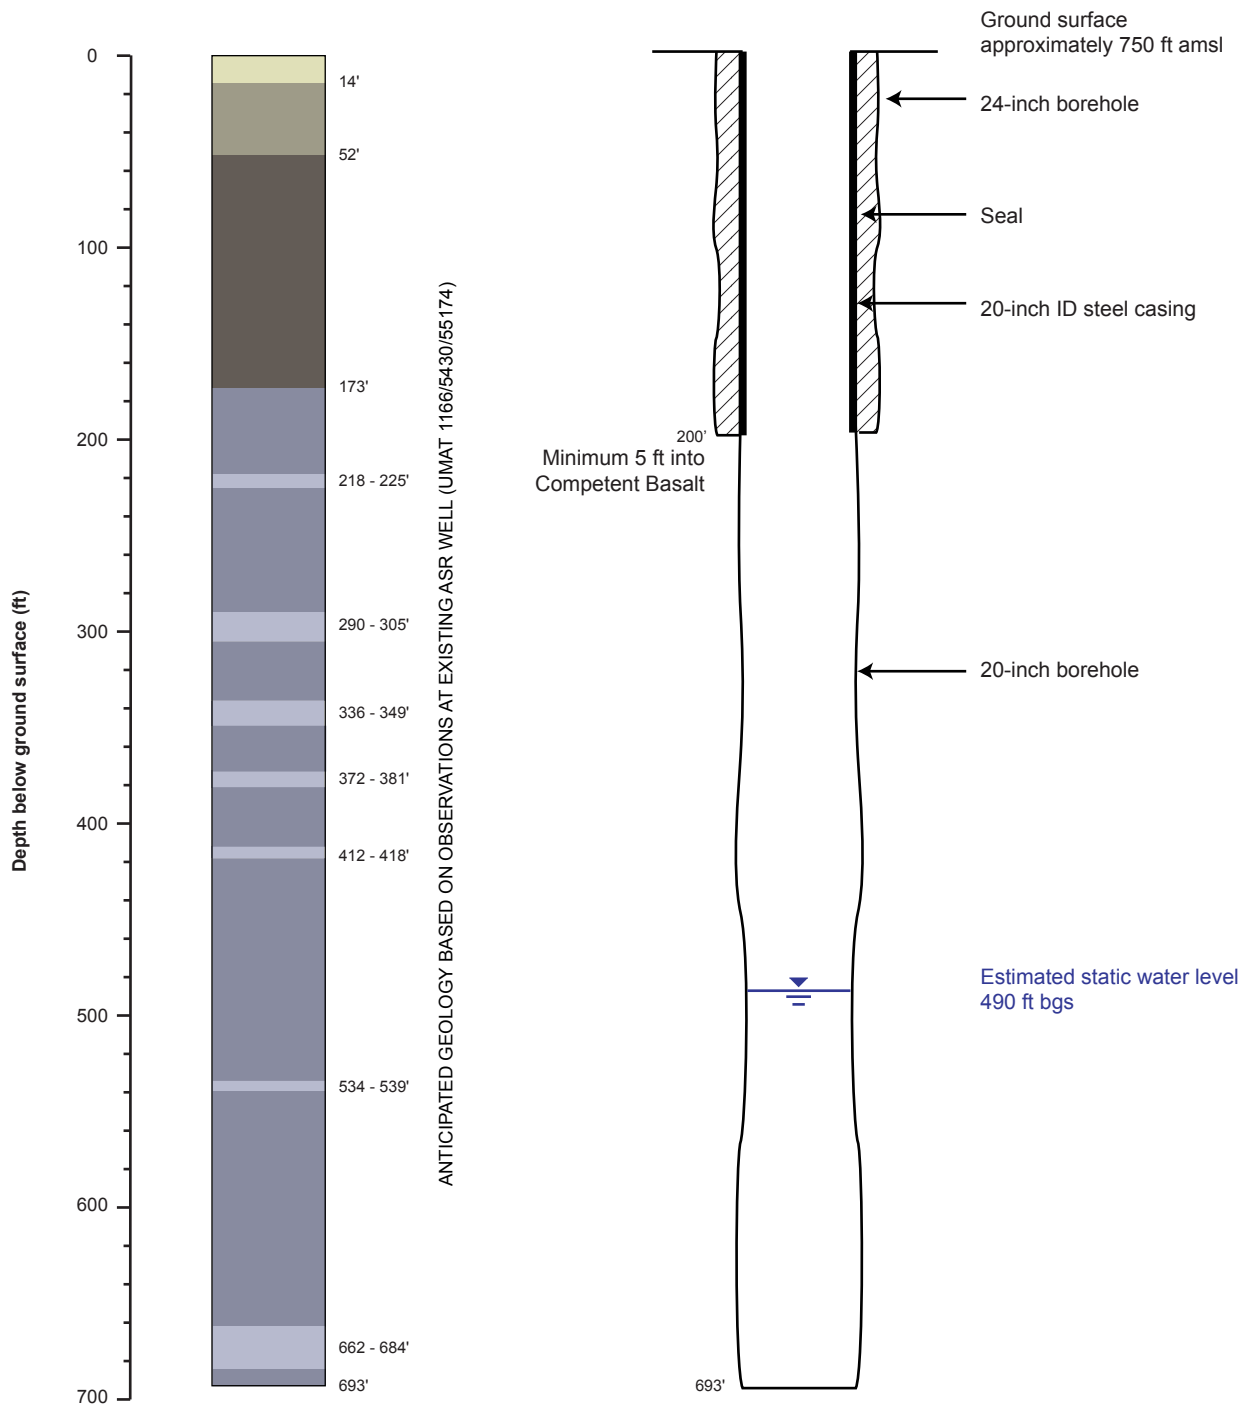 Ground surface
approximately 750 ft amsl
0
14'
24-inch borehole
52'
Seal
100
20-inch ID steel casing
173'
200
200'
Minimum 5 ft into
Competent Basalt
218 - 225'
ANTICIPATED GEOLOGY BASED ON OBSERVATIONS AT EXISTING ASR WELL (UMAT 1166/5430/55174)
Depth below ground surface (ft)
290 - 305'
300
20-inch borehole
336 - 349'
372 - 381'
400
412 - 418'
Estimated static water level
490 ft bgs
500
534 - 539'
600
662 - 684'
693'
693'
700